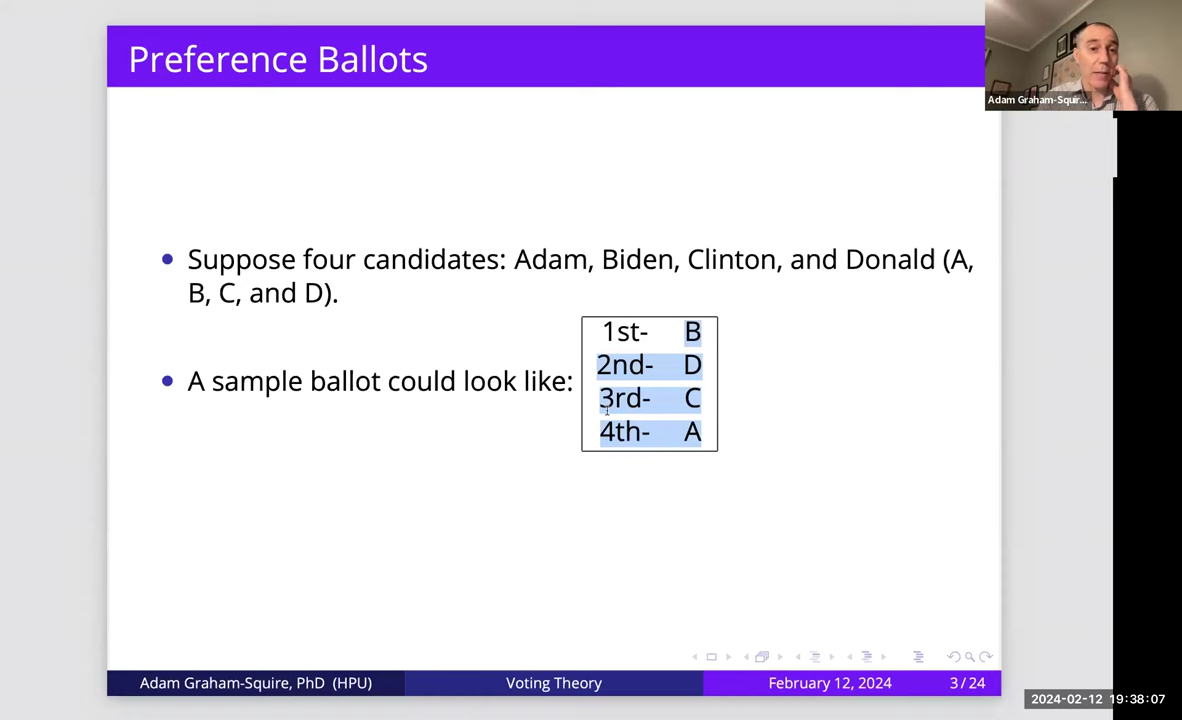 Preference Ballots
Adam Graham-Squir...
Suppose four candidates: Adam, Biden, Clinton, and Donald (A,
B, C, and D).
A sample ballot could look like:
1st- B
2nd- D
3rd- C
4th- A
Adam Graham-Squire, PhD (HPU)
Voting Theory
February 12, 2024
3 / 24
2024-02-12 19:38:07